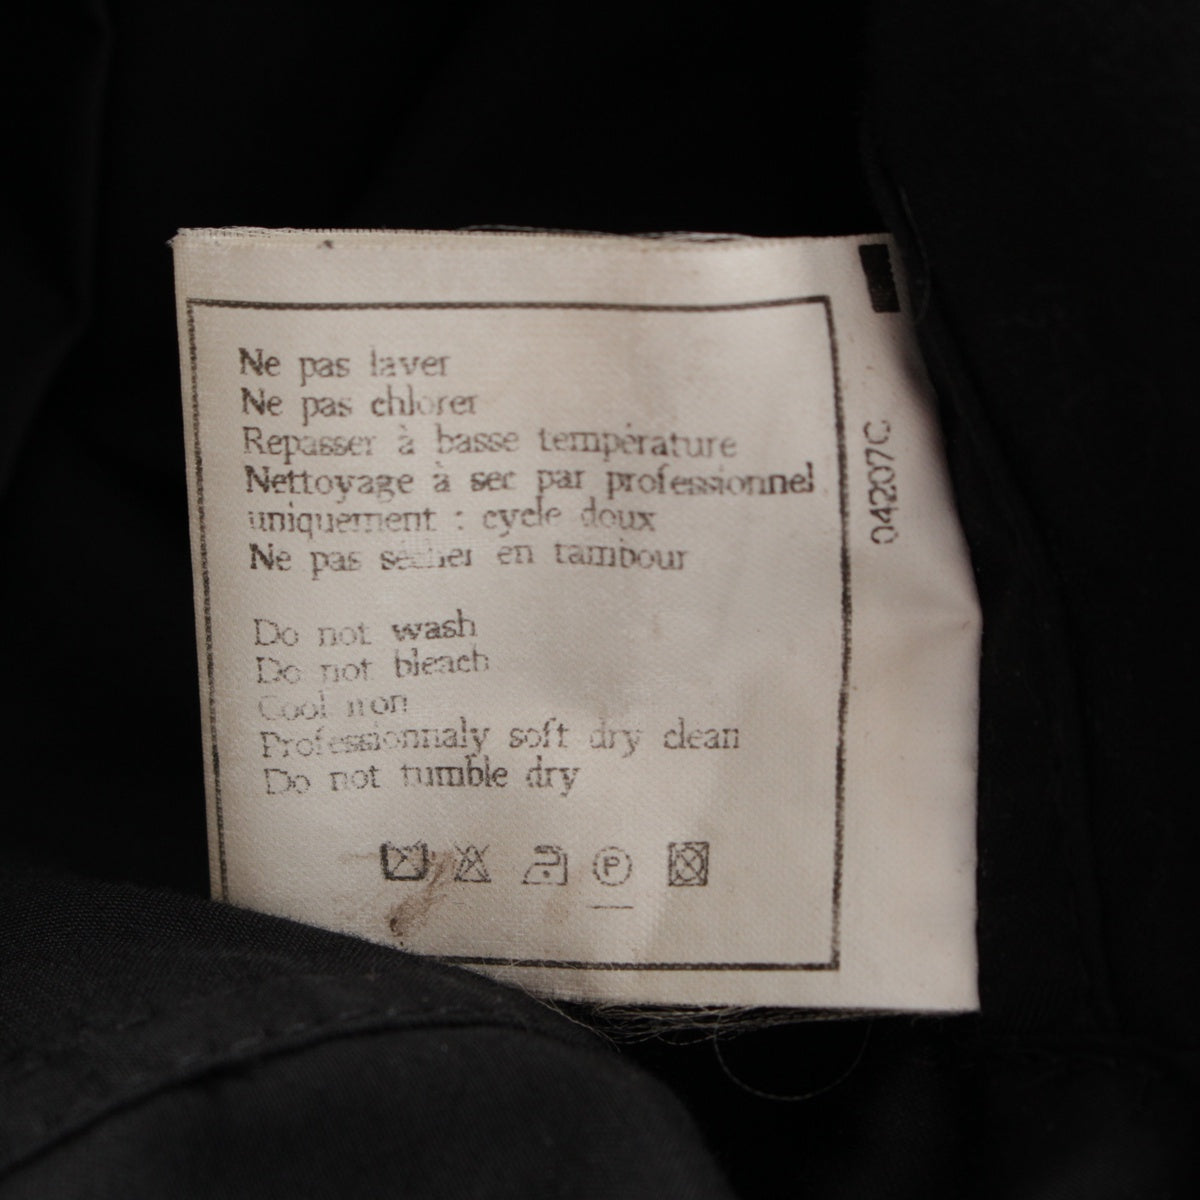 Ne pas laver
Ne pas chlorer
Repasser à basse température
Nettoyage à sec par professionnel
uniquement : cycle doux
Ne pas sécher en tambour
Do not wash
Do not bleach
Cool iron
Professionnaly soft dry clean
Do not tumble dry
P
04207C